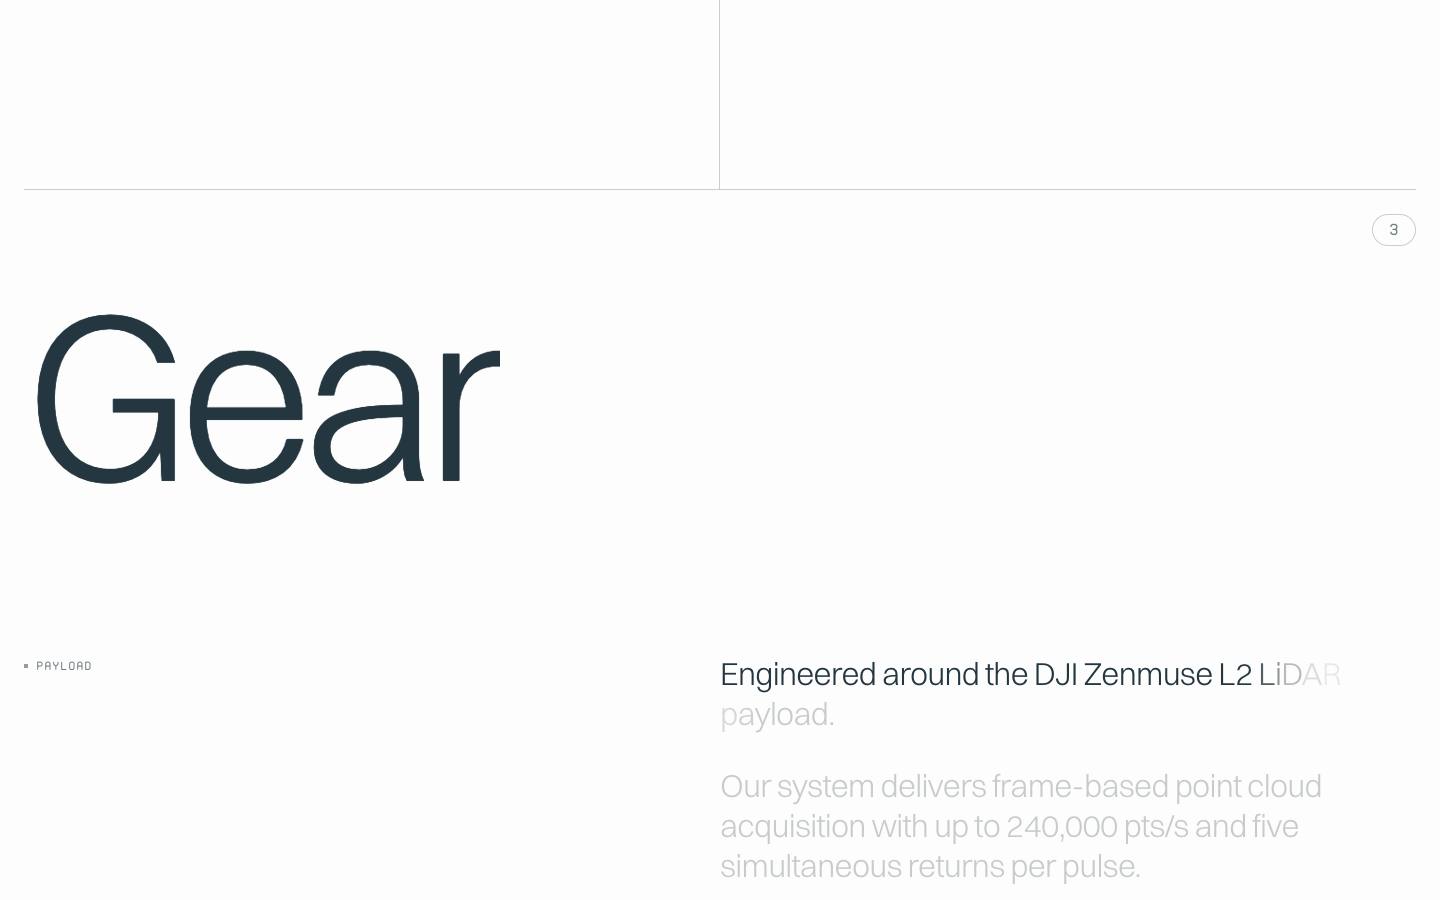 3
Gear
PAYLOAD
Engineered around the DJI Zenmuse L2 LiDAR
payload.
Our system delivers frame-based point cloud
acquisition with up to 240,000 pts/s and five
simultaneous returns per pulse.